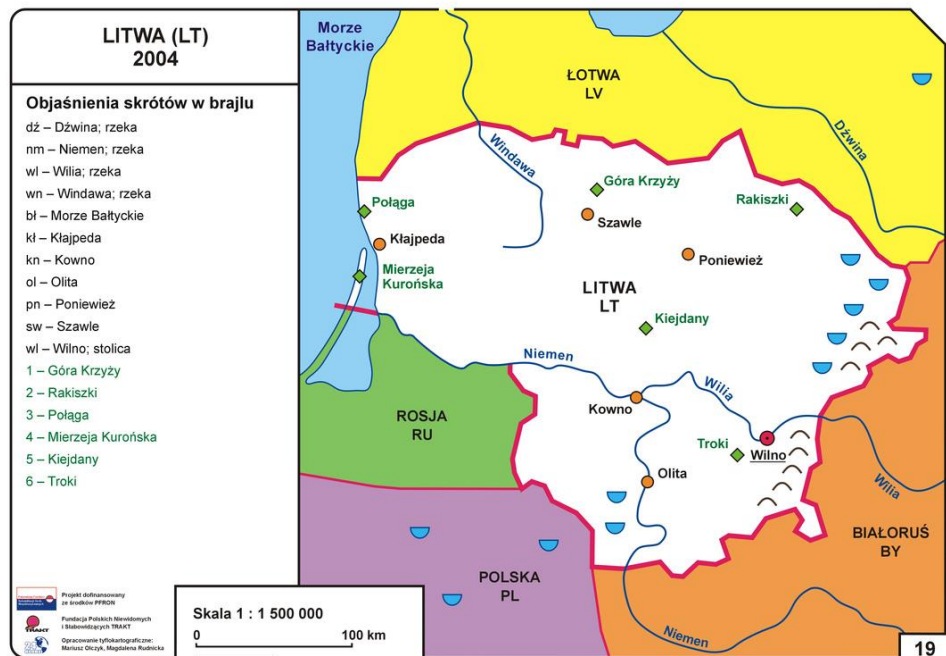 LITWA (LT)
2004
Objaśnienia skrótów w brajlu
dź – Dźwina; rzeka
nm – Niemen; rzeka
wl – Wilia; rzeka
wn – Windawa; rzeka
bł – Morze Bałtyckie
kł – Kłajpeda
kn – Kowno
ol – Olita
pn – Poniewież
sw – Szawle
wl – Wilno; stolica
1 – Góra Krzyży
2 – Rakiszki
3 – Połąga
4 – Mierzeja Kurońska
5 – Kiejdany
6 – Troki
Projekt dofinansowany
ze środków PFRON
TRAKT
Fundacja Polskich Niewidomych
i Słabowidzących TRAKT
Opracowanie tyflokartograficzne:
Mariusz Olczyk, Magdalena Rudnicka
Skala 1 : 1 500 000
0
100 km
Morze
Bałtyckie
ŁOTWA
LV
Windawa
Dźwina
Góra Krzyży
Połąga
Rakiszki
Szawle
Kłajpeda
Poniewież
Mierzeja
Kurońska
LITWA
LT
Kiejdany
Niemen
Wilia
Kowno
ROSJA
RU
Troki
Wilno
Olita
Wilia
BIAŁORUŚ
BY
POLSKA
PL
Niemen
19